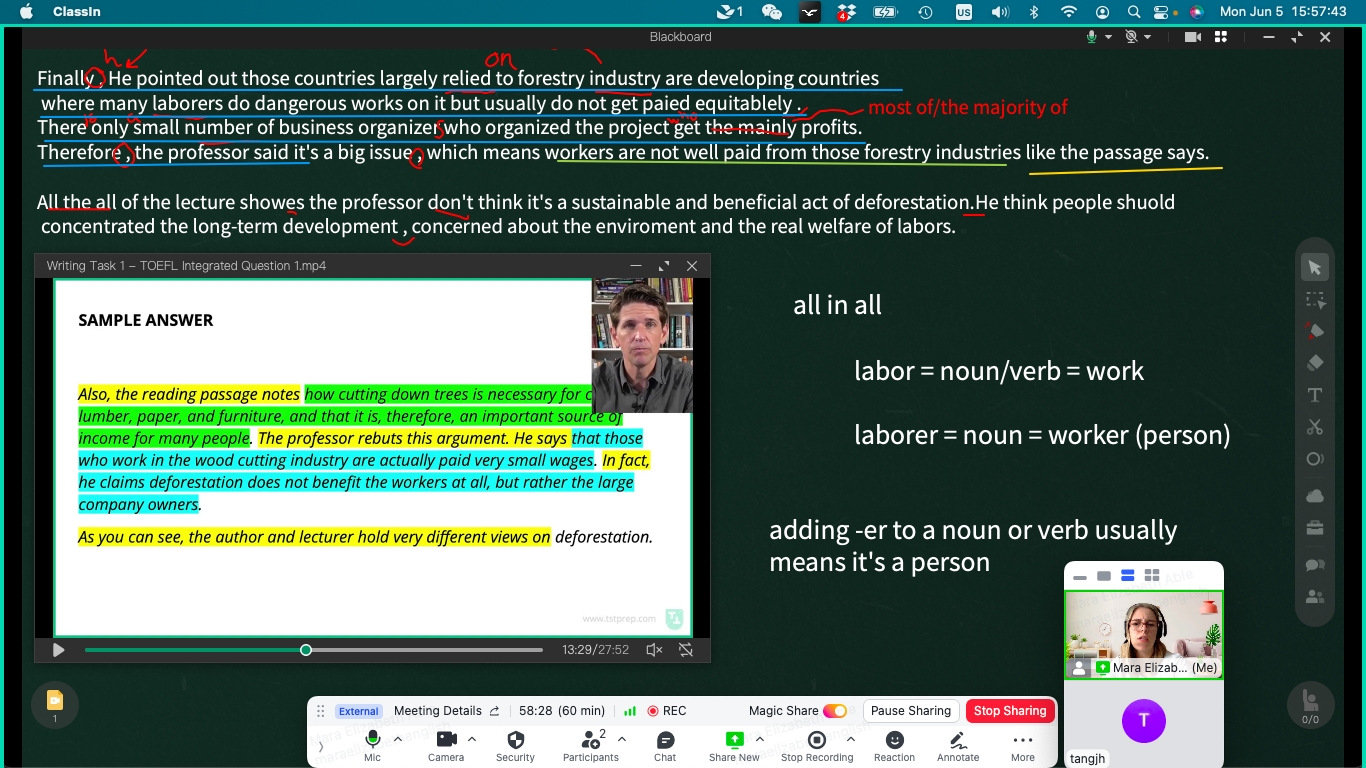 ClassIn
1
4
US
Mon Jun 5 15:57:43
Blackboard
h
on
Finally , He pointed out those countries largely relied to forestry industry are developing countries
where many laborers do dangerous works on it but usually do not get paied equitablely .
most of/the majority of
is a
There only small number of business organizer who organized the project get the mainly profits.
s
Therefore , the professor said it's a big issue , which means workers are not well paid from those forestry industries like the passage says.
All the all of the lecture showes the professor don't think it's a sustainable and beneficial act of deforestation.He think people shuold
concentrated the long-term development , concerned about the enviroment and the real welfare of labors.
Writing Task 1 – TOEFL Integrated Question 1.mp4
SAMPLE ANSWER
Also, the reading passage notes how cutting down trees is necessary for
lumber, paper, and furniture, and that it is, therefore, an important source of
income for many people. The professor rebuts this argument. He says that those
who work in the wood cutting industry are actually paid very small wages. In fact,
he claims deforestation does not benefit the workers at all, but rather the large
company owners.
As you can see, the author and lecturer hold very different views on deforestation.
www.tstprep.com
13:29/27:52
all in all
labor = noun/verb = work
laborer = noun = worker (person)
adding -er to a noun or verb usually
means it's a person
Mara Elizab... (Me)
T
tangjh
1
0/0
External
Meeting Details
58:28 (60 min)
REC
Magic Share
Pause Sharing
Stop Sharing
Mic
Camera
Security
2
Participants
Chat
Share New
Stop Recording
Reaction
Annotate
More